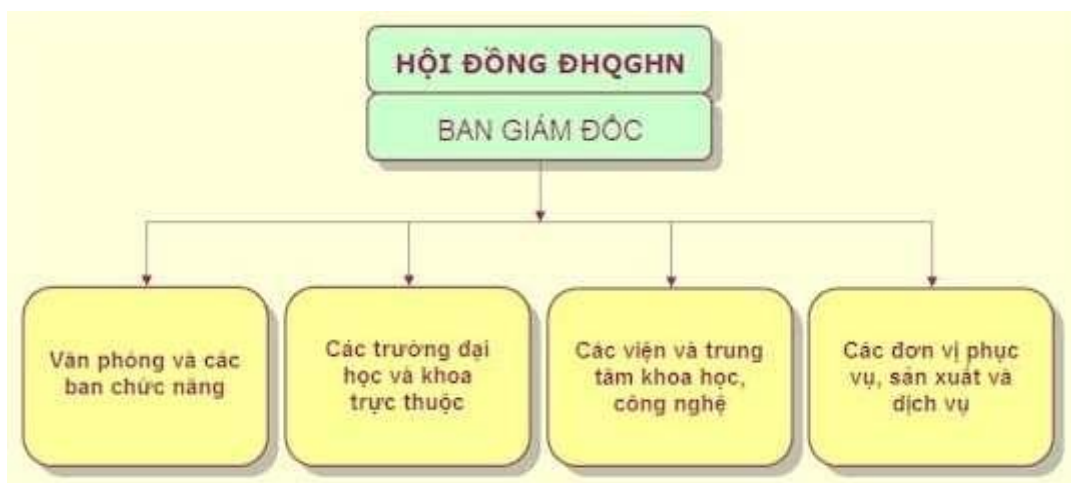 HỘI ĐỒNG ĐHQGHN
BAN GIÁM ĐỐC
Văn phòng và các
ban chức năng
Các trường đại
học và khoa
trực thuộc
Các viện và trung
tâm khoa học,
công nghệ
Các đơn vị phục
vụ, sản xuất và
dịch vụ